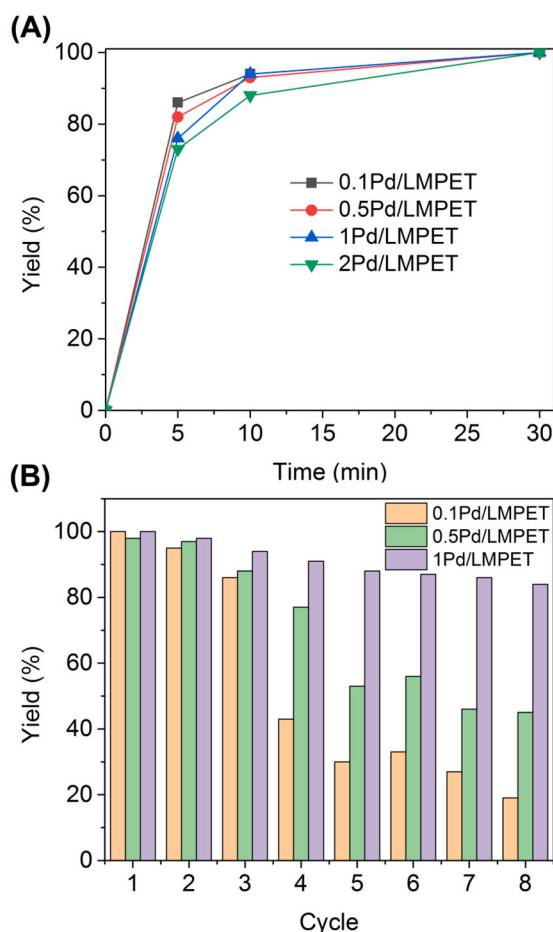 (A)
100
80
60
40
20
0
Yield (%)
0.1Pd/LMPET
0.5Pd/LMPET
1Pd/LMPET
2Pd/LMPET
0 5 10 15 20 25 30
Time (min)
(B)
100
80
60
40
20
0
Yield (%)
0.1Pd/LMPET
0.5Pd/LMPET
1Pd/LMPET
1 2 3 4 5 6 7 8
Cycle